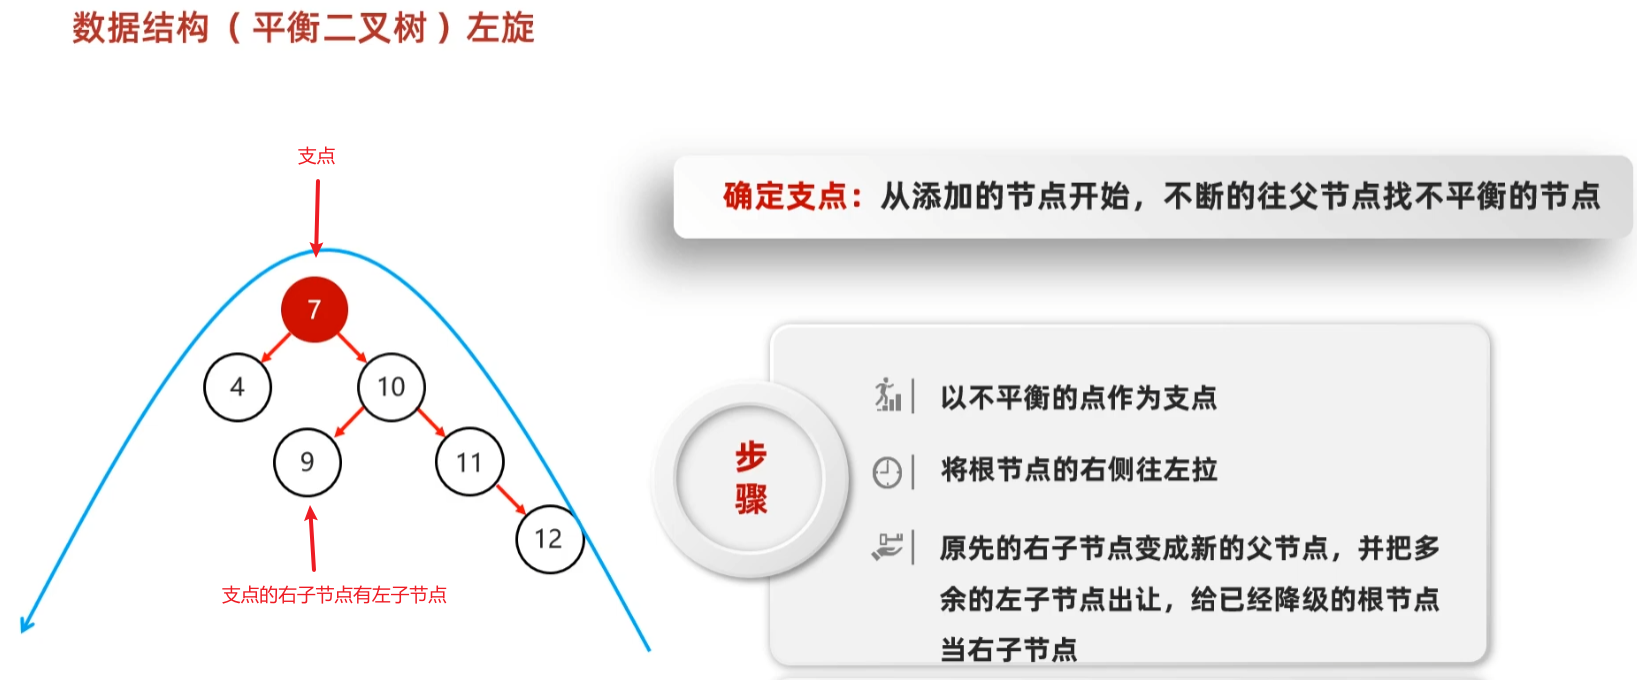 数据结构（平衡二叉树）左旋
支点
确定支点：从添加的节点开始，不断的往父节点找不平衡的节点
7
4
10
9
11
12
支点的右子节点有左子节点
步
骤
以不平衡的点作为支点
将根节点的右侧往左拉
原先的右子节点变成新的父节点，并把多
余的左子节点出让，给已经降级的根节点
当右子节点